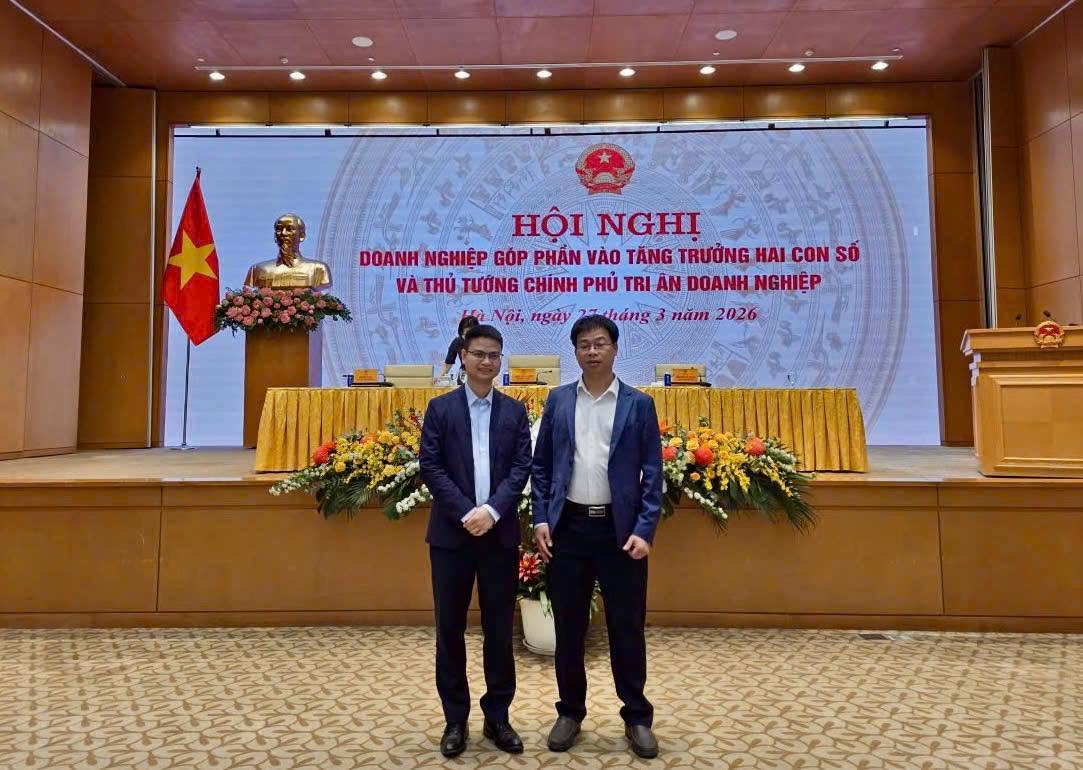 HỘI NGHỊ
DOANH NGHIỆP GÓP PHẦN VÀO TĂNG TRƯỞNG HAI CON SỐ
VÀ THỦ TƯỚNG CHÍNH PHỦ TRI ÂN DOANH NGHIỆP
Hà Nội, ngày 27 tháng 3 năm 2026